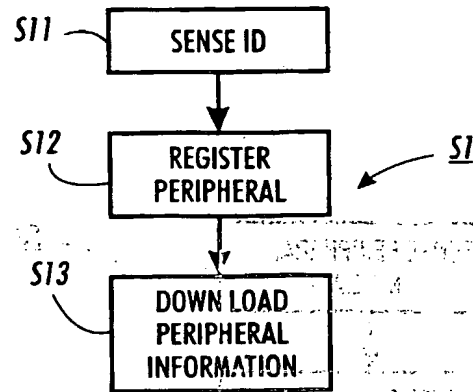 S11
SENSE ID
S12
REGISTER
PERIPHERAL
S1
S13
DOWN LOAD
PERIPHERAL
INFORMATION